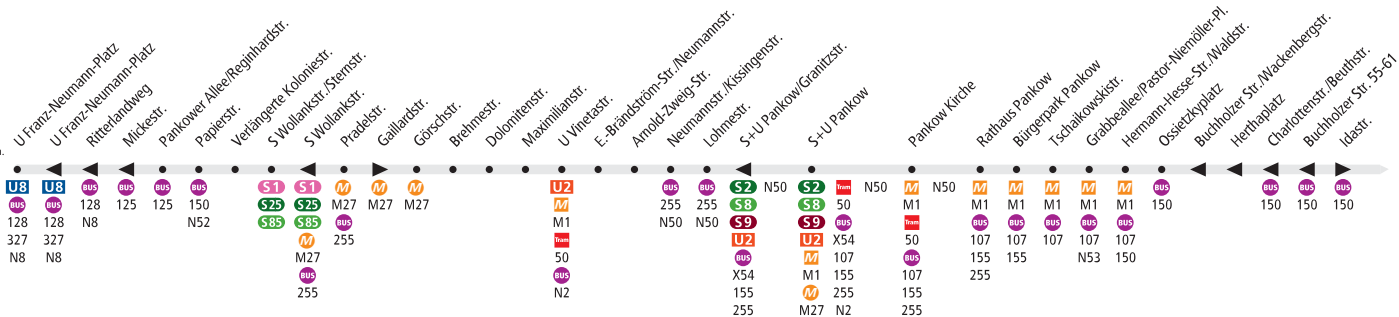 n.
U Franz-Neumann-Platz
U Franz-Neumann-Platz
Ritterlandweg
Mickestr.
Pankower Allee/Reginhardstr.
Papierstr.
Verlängerte Koloniestr.
S Wollankstr./Sternstr.
S Wollankstr.
Pradelstr.
Gaillardstr.
Görschstr.
Brehmestr.
Dolomitenstr.
Maximilianstr.
U Vinetastr.
E.-Brändström-Str./Neumannstr.
Arnold-Zweig-Str.
Neumannstr./Kissingenstr.
Lohmestr.
S+U Pankow/Granitzstr.
S+U Pankow
Pankow Kirche
Rathaus Pankow
Bürgerpark Pankow
Tschaikowskistr.
Grabbeallee/Pastor-Niemöller-Pl.
Hermann-Hesse-Str./Waldstr.
Ossietzkyplatz
Buchholzer Str./Wackenbergstr.
Herthaplatz
Charlottenstr./Beuthstr.
Buchholzer Str. 55-61
Idastr.
U8
BUS
128
327
N8
U8
BUS
128
327
N8
BUS
128
N8
BUS
125
BUS
125
BUS
150
N52
S1
S25
S85
S1
S25
S85
M
M27
BUS
255
M
M27
BUS
255
M
M27
M
M27
U2
M
M1
Tram
50
BUS
N2
BUS
255
N50
BUS
255
N50
S2 N50
S8
S9
U2
BUS
X54
155
255
S2
S8
S9
U2
M
M1
M
M27
Tram N50
50
BUS
X54
107
155
255
N2
M N50
M1
Tram
50
BUS
107
155
255
M
M1
BUS
107
155
255
M
M1
BUS
107
155
M
M1
BUS
107
M
M1
BUS
107
N53
M
M1
BUS
107
150
BUS
150
BUS
150
BUS
150
BUS
150